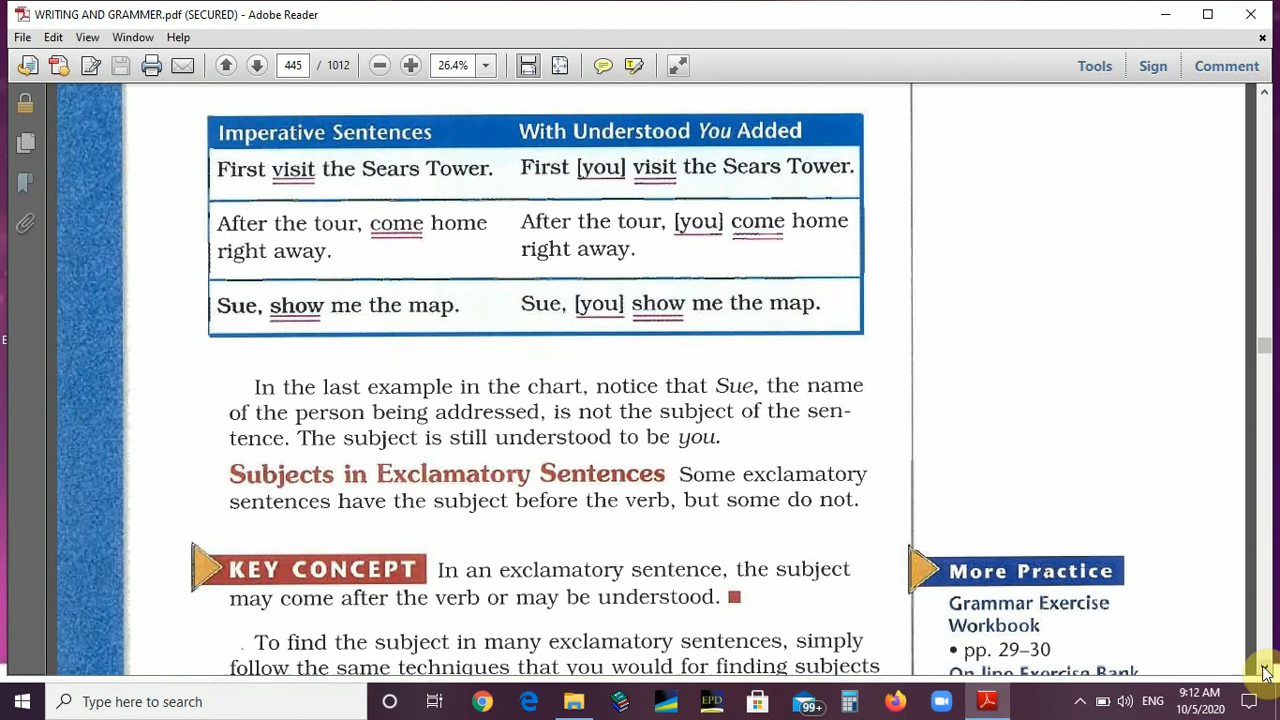 WRITING AND GRAMMER.pdf (SECURED) - Adobe Reader
File Edit View Window Help
445 / 1012 26.4% Tools Sign Comment
Imperative Sentences With Understood You Added
First visit the Sears Tower. First [you] visit the Sears Tower.
After the tour, come home After the tour, [you] come home
right away. right away.
Sue, show me the map. Sue, [you] show me the map.
In the last example in the chart, notice that Sue, the name
of the person being addressed, is not the subject of the sen-
tence. The subject is still understood to be you.
Subjects in Exclamatory Sentences Some exclamatory
sentences have the subject before the verb, but some do not.
KEY CONCEPT In an exclamatory sentence, the subject
may come after the verb or may be understood.
To find the subject in many exclamatory sentences, simply
follow the same techniques that you would for finding subjects
More Practice
Grammar Exercise
Workbook
• pp. 29–30
On-line Exercise Bank
Type here to search
EPD
99+
ENG
9:12 AM
10/5/2020